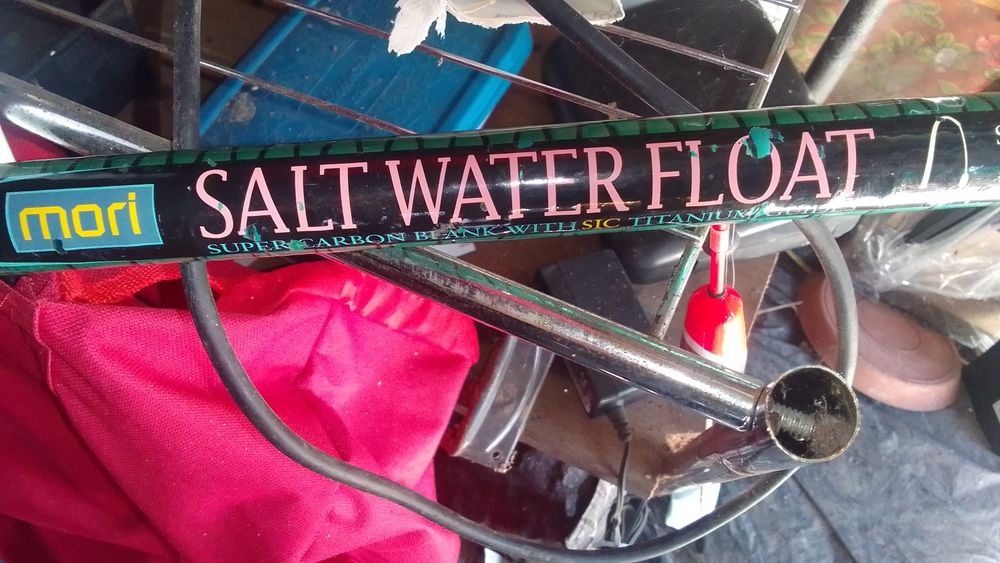 mori
SALT WATER FLOAT
SUPER CARBON BLANK WITH SIC TITANIUM